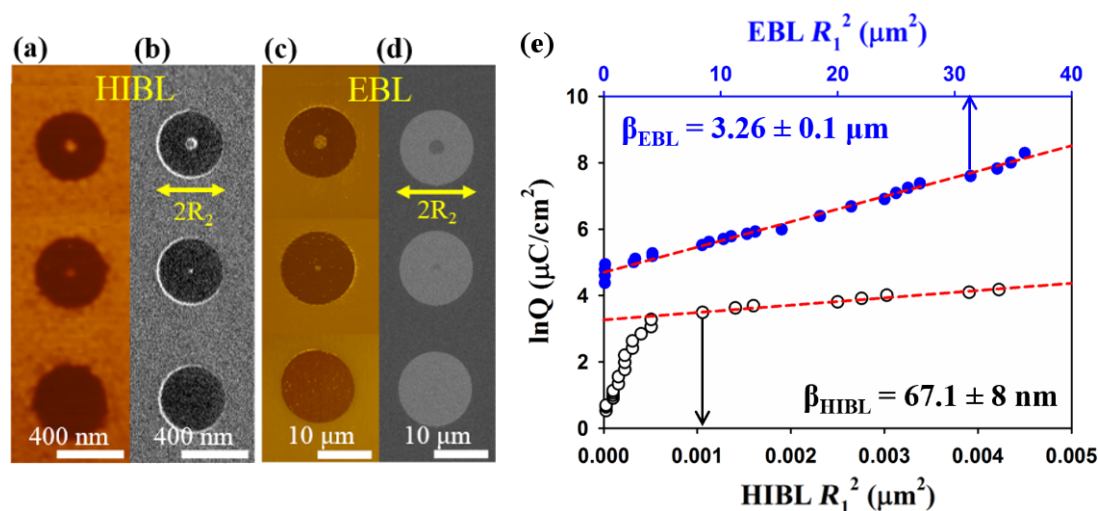 (a)
(b)
(c)
(d)
(e)
HIBL
EBL
2R₂
2R₂
400 nm
400 nm
10 μm
10 μm
EBL R₁² (μm²)
0 10 20 30 40
β_EBL = 3.26 ± 0.1 μm
lnQ (μC/cm²)
10
8
6
4
2
0
β_HIBL = 67.1 ± 8 nm
0.000 0.001 0.002 0.003 0.004 0.005
HIBL R₁² (μm²)